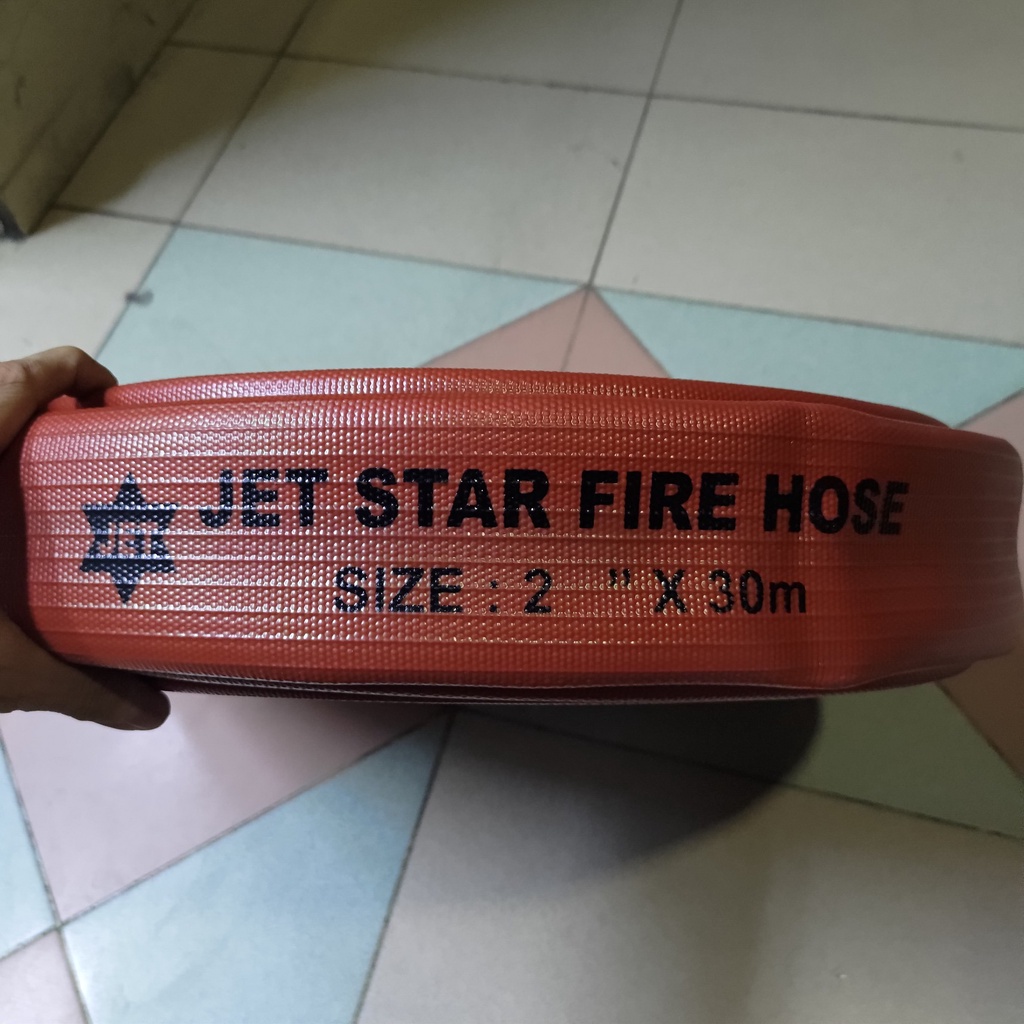 JET STAR FIRE HOSE
SIZE : 2 " X 30m